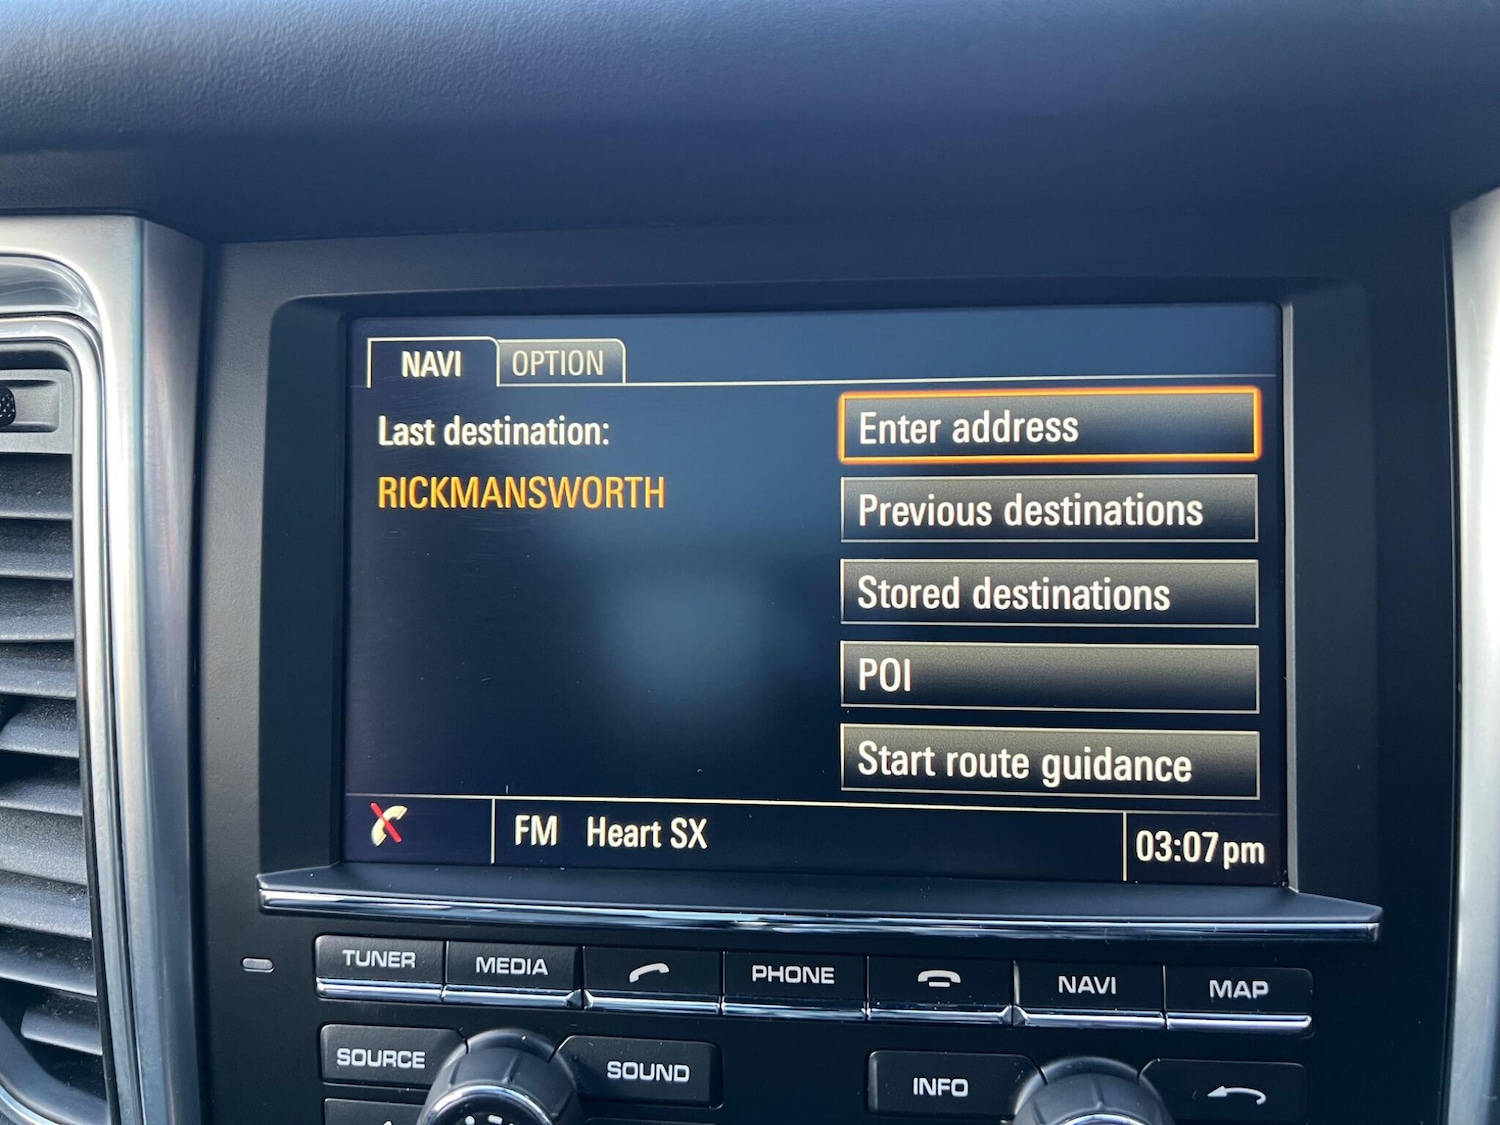 NAVI OPTION
Last destination:
RICKMANSWORTH
Enter address
Previous destinations
Stored destinations
POI
Start route guidance
FM Heart SX
03:07pm
TUNER MEDIA PHONE NAVI MAP
SOURCE SOUND INFO